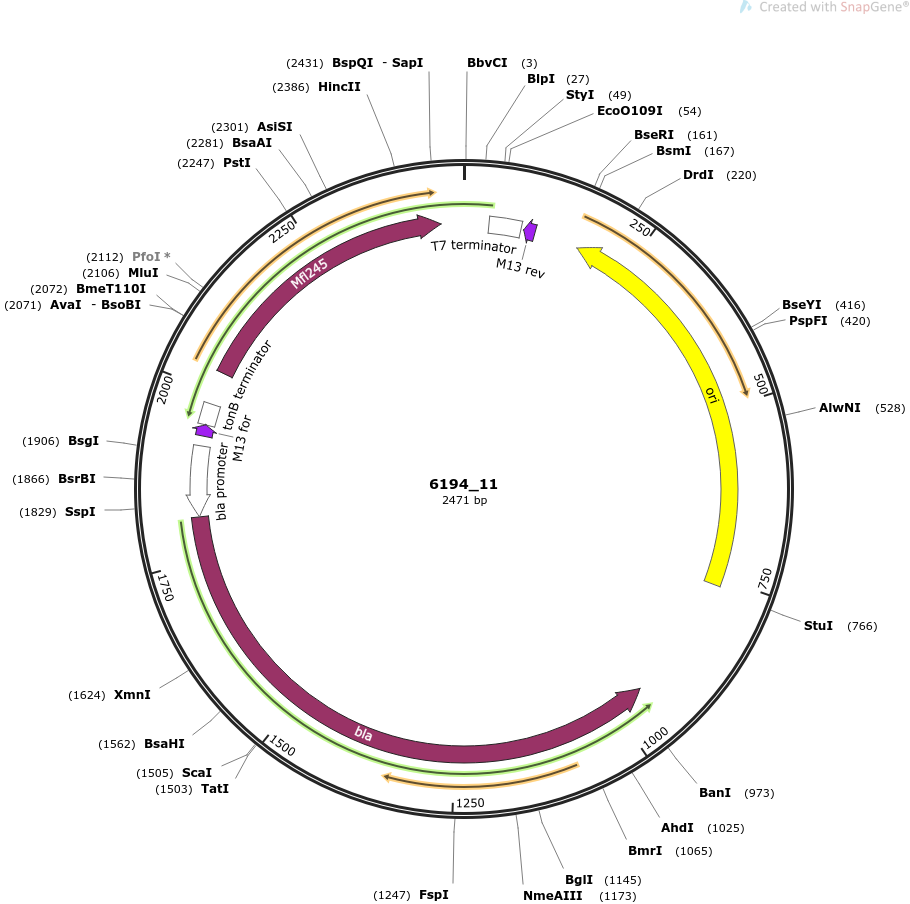 Created with SnapGene®
(2431) BspQI - SapI
(2386) HincII
(2301) AsiSI
(2281) BsaAI
(2247) PstI
(2112) PfoI *
(2106) MluI
(2072) BmeT110I
(2071) AvaI - BsoBI
(1906) BsgI
(1866) BsrBI
(1829) SspI
(1624) XmnI
(1562) BsaHI
(1505) ScaI
(1503) TatI
(1247) FspI
BbvCI (3)
BlpI (27)
StyI (49)
EcoO109I (54)
BseRI (161)
BsmI (167)
DrdI (220)
BseYI (416)
PspFI (420)
AlwNI (528)
StuI (766)
BanI (973)
AhdI (1025)
BmrI (1065)
BglI (1145)
NmeAIII (1173)
250
500
750
1000
1250
1500
1750
2000
2250
T7 terminator
M13 rev
ori
bla
bla promoter
M13 for
tonB terminator
Mfl245
6194_11
2471 bp